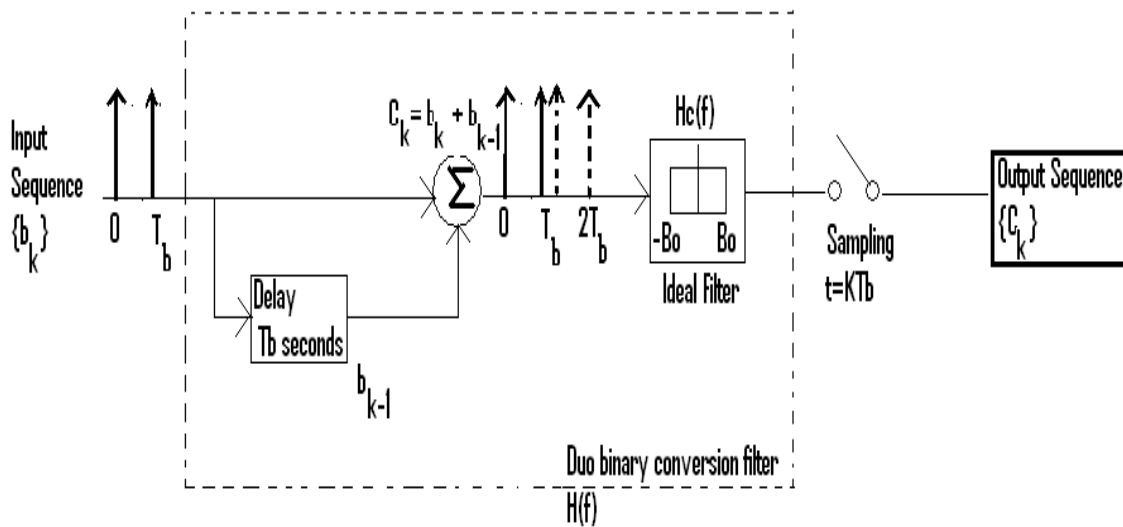 Input
Sequence
{b_k}
0
T_b
C_k = b_k + b_k-1
Σ
0
T_b
2T_b
Delay
Tb seconds
b_k-1
Hc(f)
-Bo
Bo
Ideal Filter
Sampling
t=KTb
Output Sequence
{C_k}
Duo binary conversion filter
H(f)